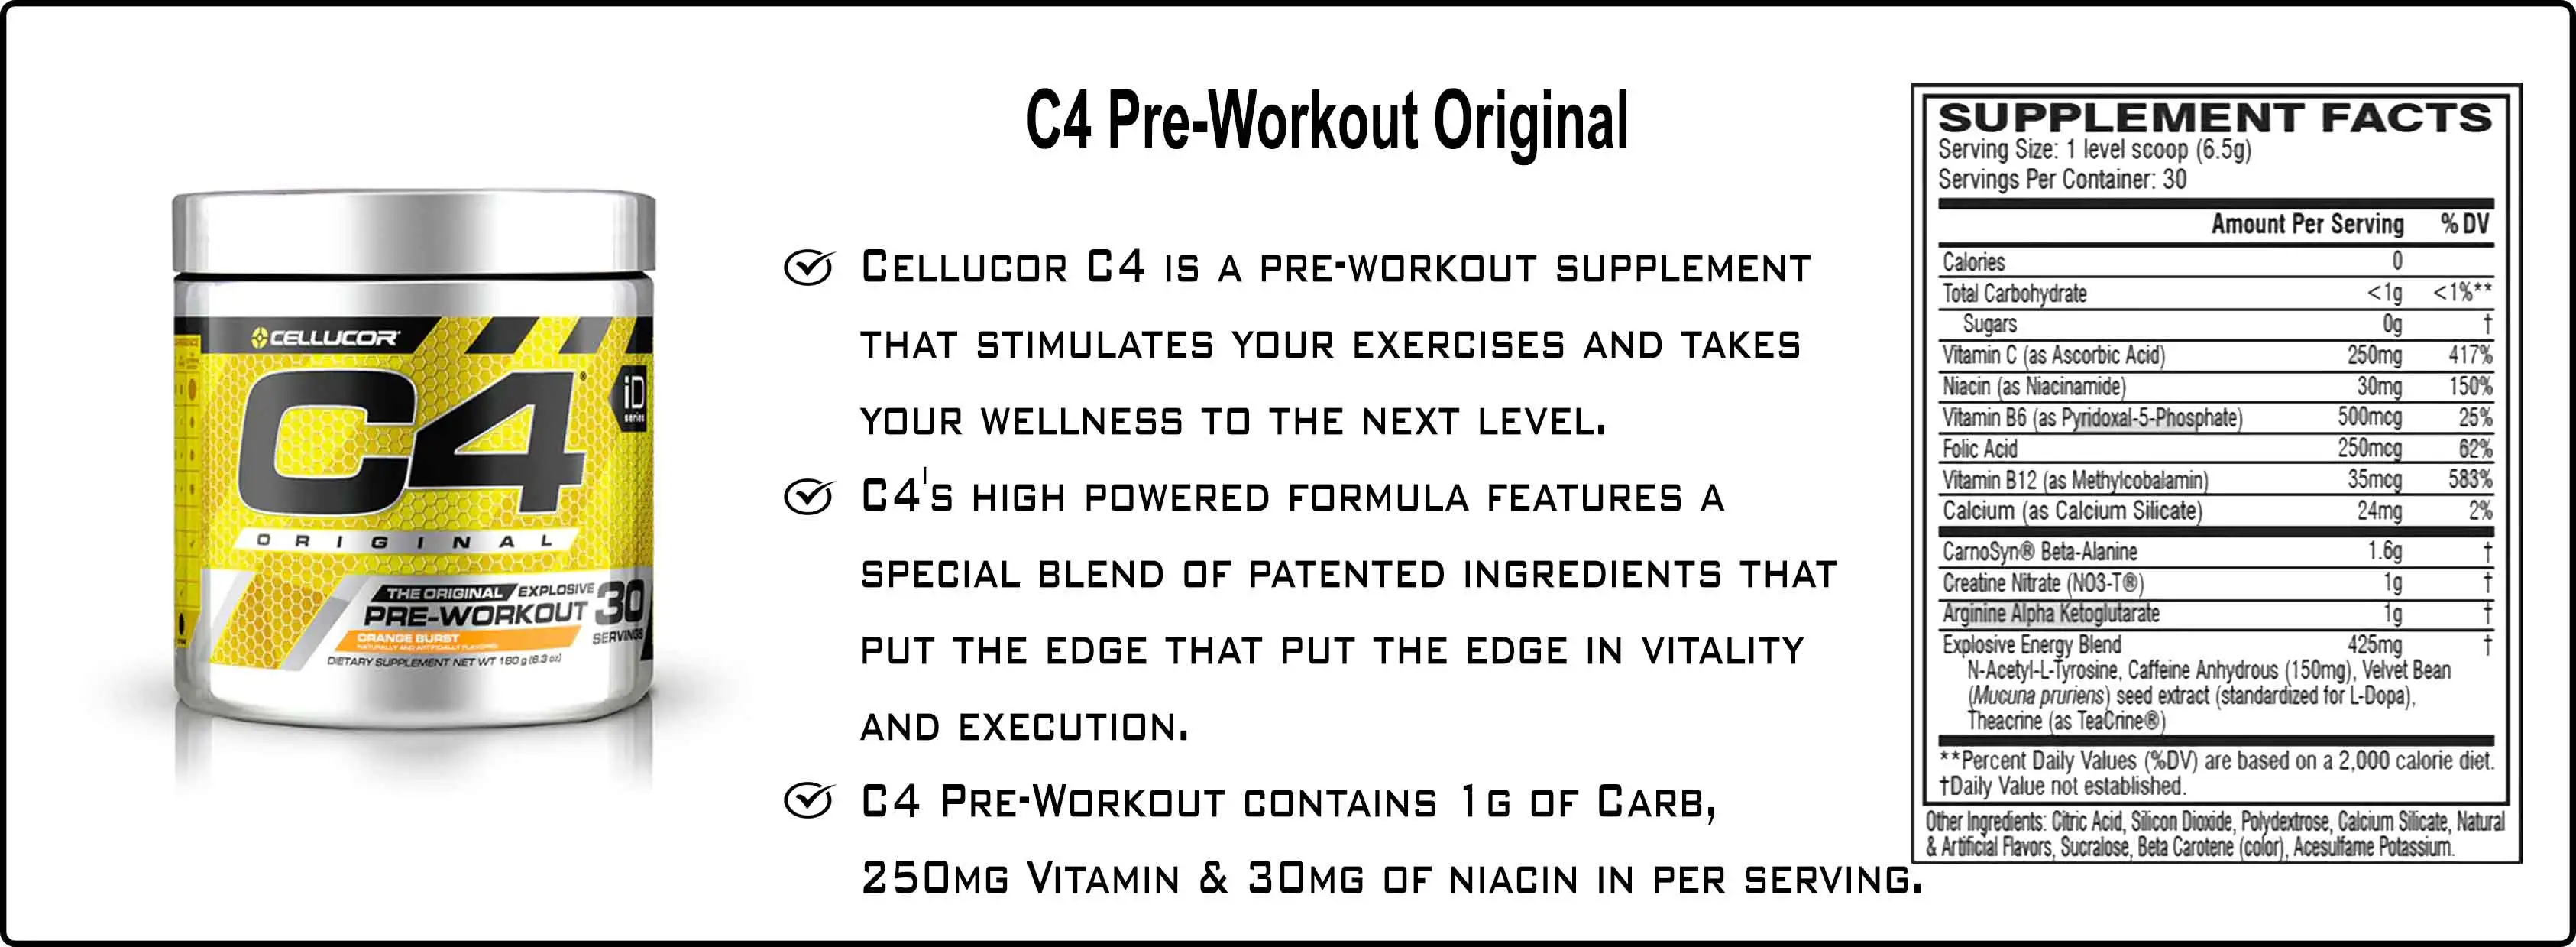 C4 Pre-Workout Original
CELLUCOR®
C4®
iD
series
ORIGINAL
THE ORIGINAL EXPLOSIVE
PRE-WORKOUT
30
SERVINGS
ORANGE BURST
NATURALLY AND ARTIFICIALLY FLAVORED
DIETARY SUPPLEMENT NET WT 180 g (6.3 oz)
Cellucor C4 is a pre-workout supplement
that stimulates your exercises and takes
your wellness to the next level.
C4's high powered formula features a
special blend of patented ingredients that
put the edge that put the edge in vitality
and execution.
C4 Pre-Workout contains 1g of Carb,
250mg Vitamin & 30mg of niacin in per serving.
SUPPLEMENT FACTS
Serving Size: 1 level scoop (6.5g)
Servings Per Container: 30
Amount Per Serving % DV
Calories 0
Total Carbohydrate <1g <1%**
Sugars 0g †
Vitamin C (as Ascorbic Acid) 250mg 417%
Niacin (as Niacinamide) 30mg 150%
Vitamin B6 (as Pyridoxal-5-Phosphate) 500mcg 25%
Folic Acid 250mcg 62%
Vitamin B12 (as Methylcobalamin) 35mcg 583%
Calcium (as Calcium Silicate) 24mg 2%
CarnoSyn® Beta-Alanine 1.6g †
Creatine Nitrate (NO3-T®) 1g †
Arginine Alpha Ketoglutarate 1g †
Explosive Energy Blend 425mg †
N-Acetyl-L-Tyrosine, Caffeine Anhydrous (150mg), Velvet Bean
(Mucuna pruriens) seed extract (standardized for L-Dopa),
Theacrine (as TeaCrine®)
**Percent Daily Values (%DV) are based on a 2,000 calorie diet.
†Daily Value not established.
Other Ingredients: Citric Acid, Silicon Dioxide, Polydextrose, Calcium Silicate, Natural
& Artificial Flavors, Sucralose, Beta Carotene (color), Acesulfame Potassium.